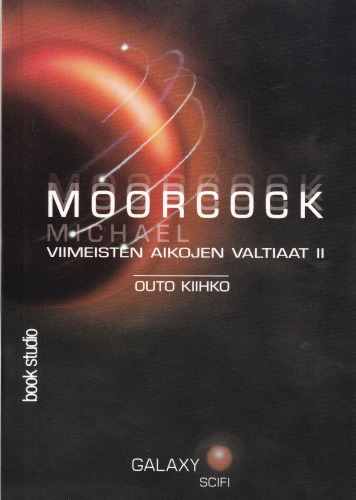 MOORCOCK
MICHAEL
VIIMEISTEN AIKOJEN VALTIAAT II
OUTO KIIHKO
book studio
GALAXY
SCIFI